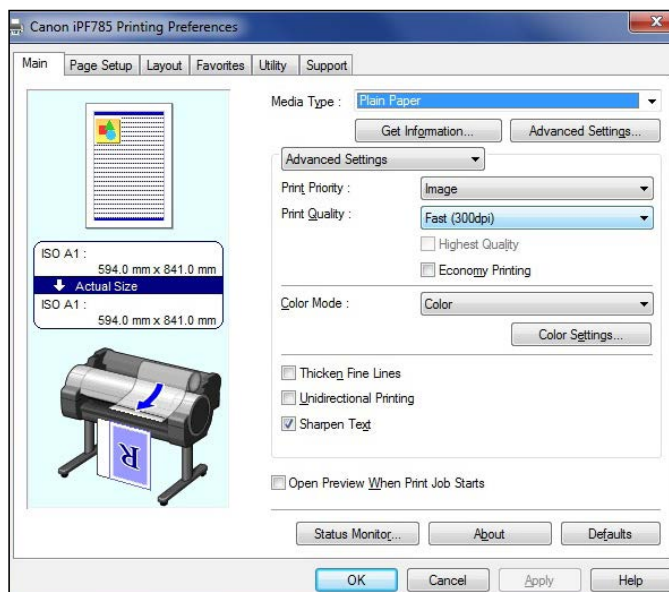 Canon iPF785 Printing Preferences
Main Page Setup Layout Favorites Utility Support
Media Type : Plain Paper
Get Information... Advanced Settings...
Advanced Settings
Print Priority : Image
Print Quality : Fast (300dpi)
Highest Quality
Economy Printing
ISO A1 :
594.0 mm x 841.0 mm
Actual Size
ISO A1 :
594.0 mm x 841.0 mm
Color Mode : Color
Color Settings...
Thicken Fine Lines
Unidirectional Printing
Sharpen Text
R
Open Preview When Print Job Starts
Status Monitor... About Defaults
OK Cancel Apply Help